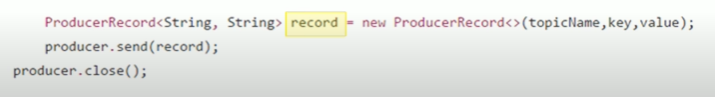 ProducerRecord<String, String> record = new ProducerRecord<>(topicName,key,value);
producer.send(record);
producer.close();